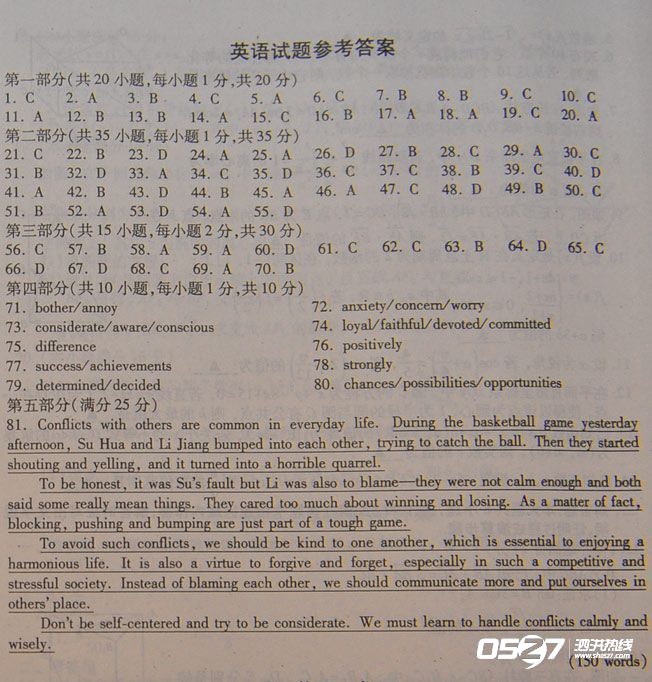 英语试题参考答案
第一部分(共20小题,每小题1分,共20分)
1. C 2. A 3. B 4. C 5. A 6. C 7. B 8. B 9. C 10. C
11. A 12. B 13. B 14. A 15. C 16. B 17. A 18. A 19. C 20. A
第二部分(共35小题,每小题1分,共35分)
21. C 22. B 23. D 24. A 25. A 26. D 27. B 28. C 29. A 30. C
31. B 32. D 33. A 34. C 35. D 36. C 37. C 38. B 39. C 40. D
41. A 42. B 43. D 44. B 45. A 46. A 47. C 48. D 49. B 50. C
51. B 52. A 53. D 54. A 55. D
第三部分(共15小题,每小题2分,共30分)
56. C 57. B 58. A 59. A 60. D 61. C 62. C 63. B 64. D 65. C
66. D 67. D 68. C 69. A 70. B
第四部分(共10小题,每小题1分,共10分)
71. bother/annoy 72. anxiety/concern/worry
73. considerate/aware/conscious 74. loyal/faithful/devoted/committed
75. difference 76. positively
77. success/achievements 78. strongly
79. determined/decided 80. chances/possibilities/opportunities
第五部分(满分25分)
81. Conflicts with others are common in everyday life. During the basketball game yesterday
afternoon, Su Hua and Li Jiang bumped into each other, trying to catch the ball. Then they started
shouting and yelling, and it turned into a horrible quarrel.
To be honest, it was Su's fault but Li was also to blame—they were not calm enough and both
said some really mean things. They cared too much about winning and losing. As a matter of fact,
blocking, pushing and bumping are just part of a tough game.
To avoid such conflicts, we should be kind to one another, which is essential to enjoying a
harmonious life. It is also a virtue to forgive and forget, especially in such a competitive and
stressful society. Instead of blaming each other, we should communicate more and put ourselves in
others' place.
Don't be self-centered and try to be considerate. We must learn to handle conflicts calmly and
wisely.
(150 words)
0527 泗洪热线
www.sheszr.com